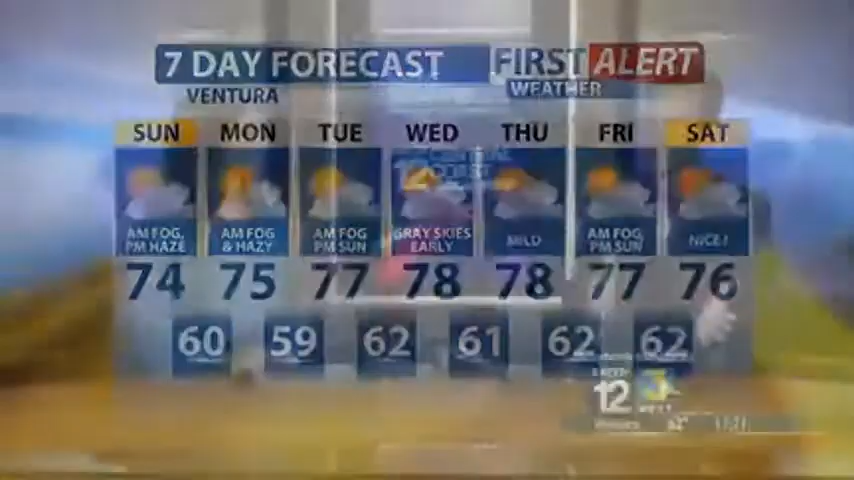 7 DAY FORECAST
FIRST ALERT
WEATHER
VENTURA
SUN MON TUE WED THU FRI SAT
AM FOG, PM HAZE
AM FOG & HAZY
AM FOG PM SUN
GRAY SKIES EARLY
MILD
AM FOG, PM SUN
NICE!
74 75 77 78 78 77 76
60 59 62 61 62 62
12 3
62°